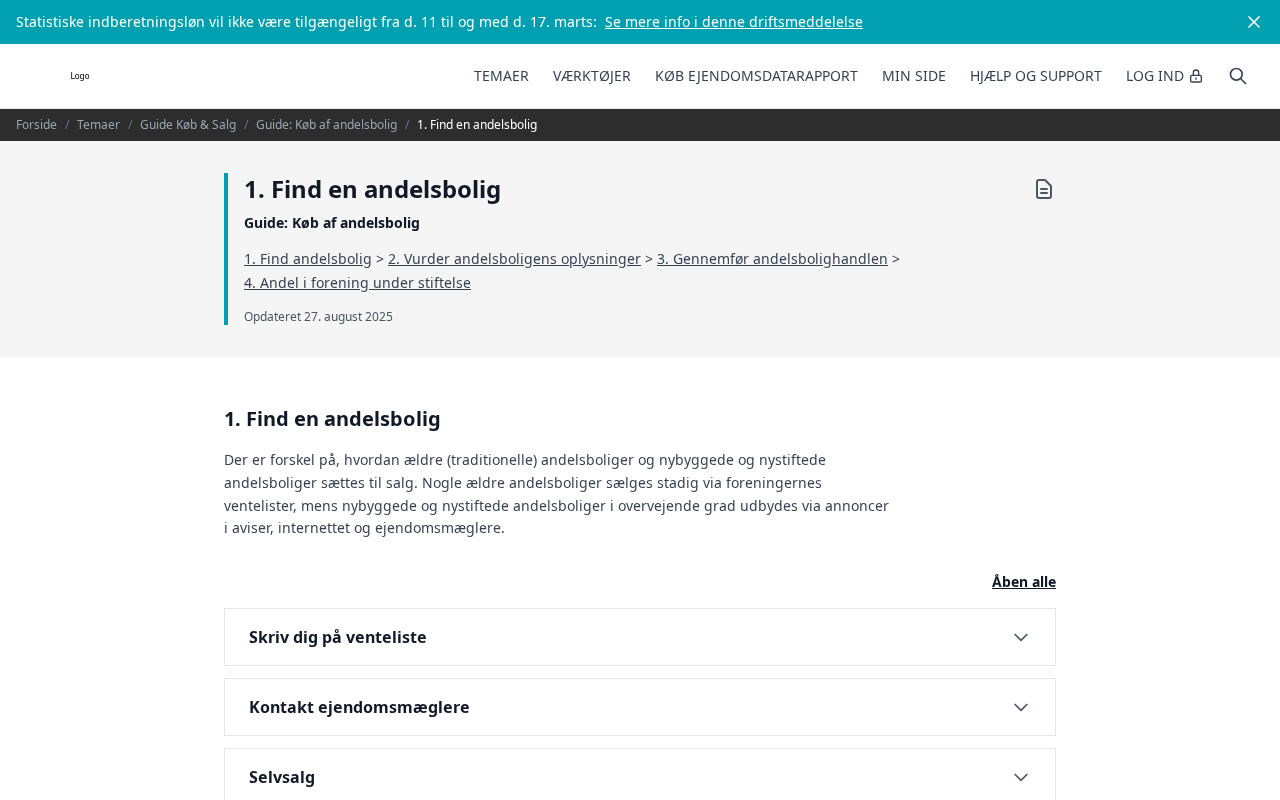 Statistiske indberetningsløn vil ikke være tilgængeligt fra d. 11 til og med d. 17. marts: Se mere info i denne driftsmeddelelse
Logo
TEMAER VÆRKTØJER KØB EJENDOMSDATARAPPORT MIN SIDE HJÆLP OG SUPPORT LOG IND
Forside / Temaer / Guide Køb & Salg / Guide: Køb af andelsbolig / 1. Find en andelsbolig
1. Find en andelsbolig
Guide: Køb af andelsbolig
1. Find andelsbolig > 2. Vurder andelsboligens oplysninger > 3. Gennemfør andelsbolighandlen >
4. Andel i forening under stiftelse
Opdateret 27. august 2025
1. Find en andelsbolig
Der er forskel på, hvordan ældre (traditionelle) andelsboliger og nybyggede og nystiftede
andelsboliger sættes til salg. Nogle ældre andelsboliger sælges stadig via foreningernes
ventelister, mens nybyggede og nystiftede andelsboliger i overvejende grad udbydes via annoncer
i aviser, internettet og ejendomsmæglere.
Åben alle
Skriv dig på venteliste
Kontakt ejendomsmæglere
Selvsalg